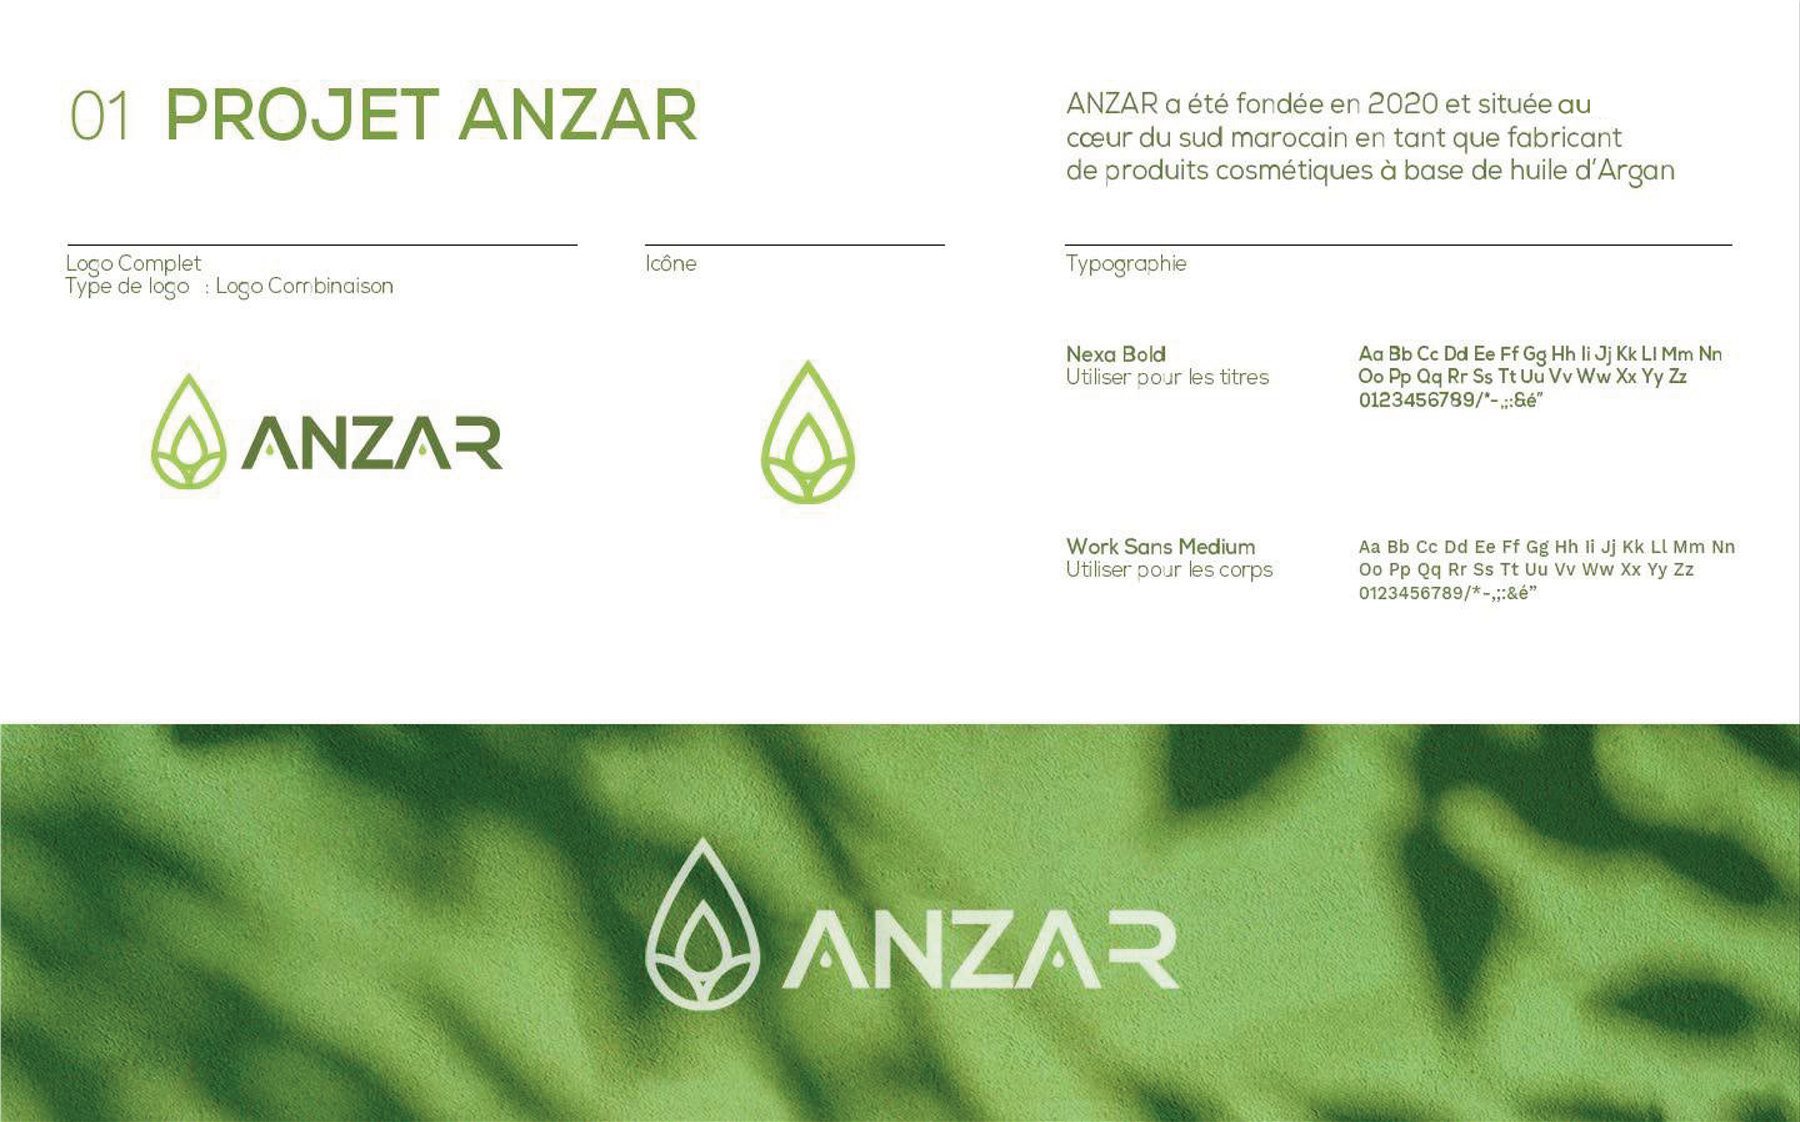 01 PROJET ANZAR
ANZAR a été fondée en 2020 et située au
cœur du sud marocain en tant que fabricant
de produits cosmétiques à base de huile d'Argan
Logo Complet
Type de logo : Logo Combinaison
ANZAR
Icône
Typographie
Nexa Bold
Utiliser pour les titres
Aa Bb Cc Dd Ee Ff Gg Hh Ii Jj Kk Ll Mm Nn
Oo Pp Qq Rr Ss Tt Uu Vv Ww Xx Yy Zz
0123456789/*-,;:&é"
Work Sans Medium
Utiliser pour les corps
Aa Bb Cc Dd Ee Ff Gg Hh Ii Jj Kk Ll Mm Nn
Oo Pp Qq Rr Ss Tt Uu Vv Ww Xx Yy Zz
0123456789/*-,;:&é”
ANZAR